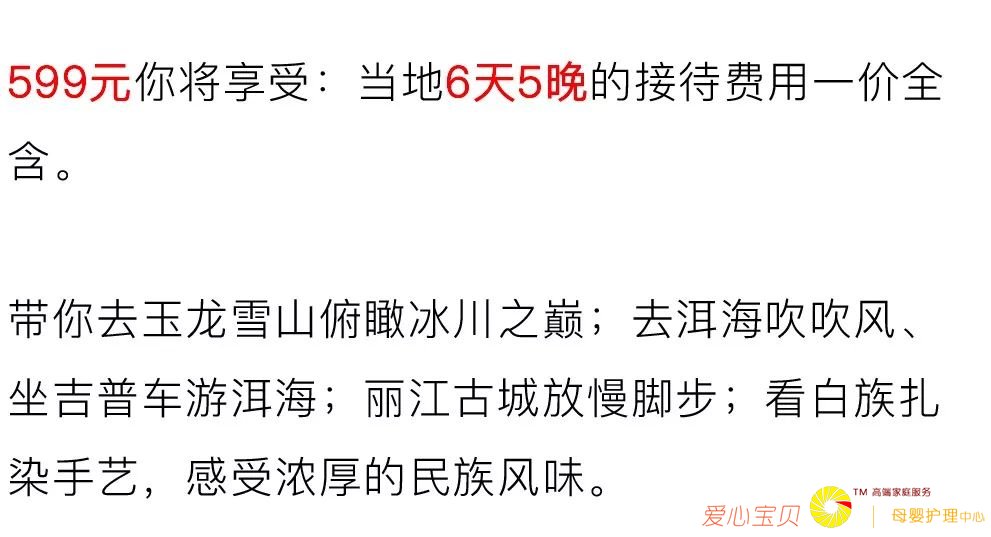 599元你将享受：当地6天5晚的接待费用一价全
含。
带你去玉龙雪山俯瞰冰川之巅；去洱海吹吹风、
坐吉普车游洱海；丽江古城放慢脚步；看白族扎
染手艺，感受浓厚的民族风味。
爱心宝贝 TM 高端家庭服务
母婴护理中心